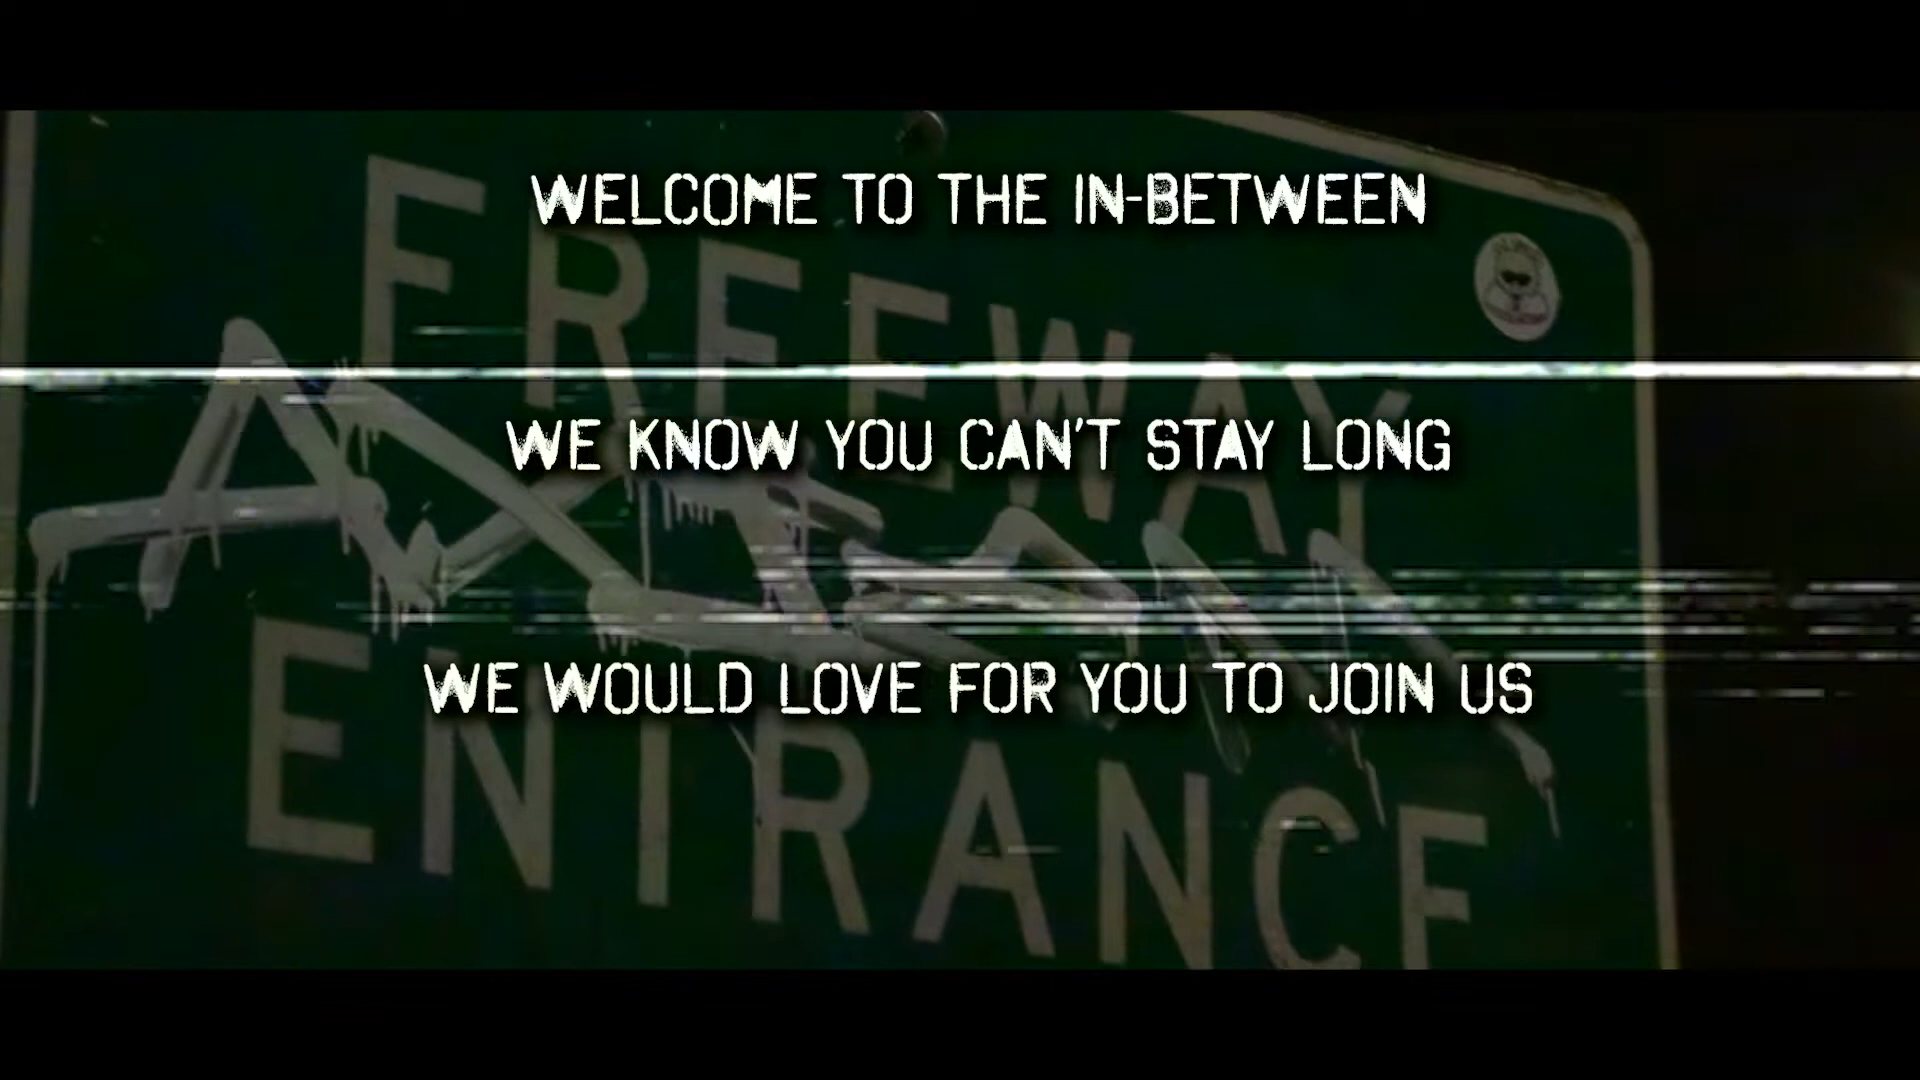 WELCOME TO THE IN-BETWEEN
FREEWAY
WE KNOW YOU CAN'T STAY LONG
WE WOULD LOVE FOR YOU TO JOIN US
ENTRANCE